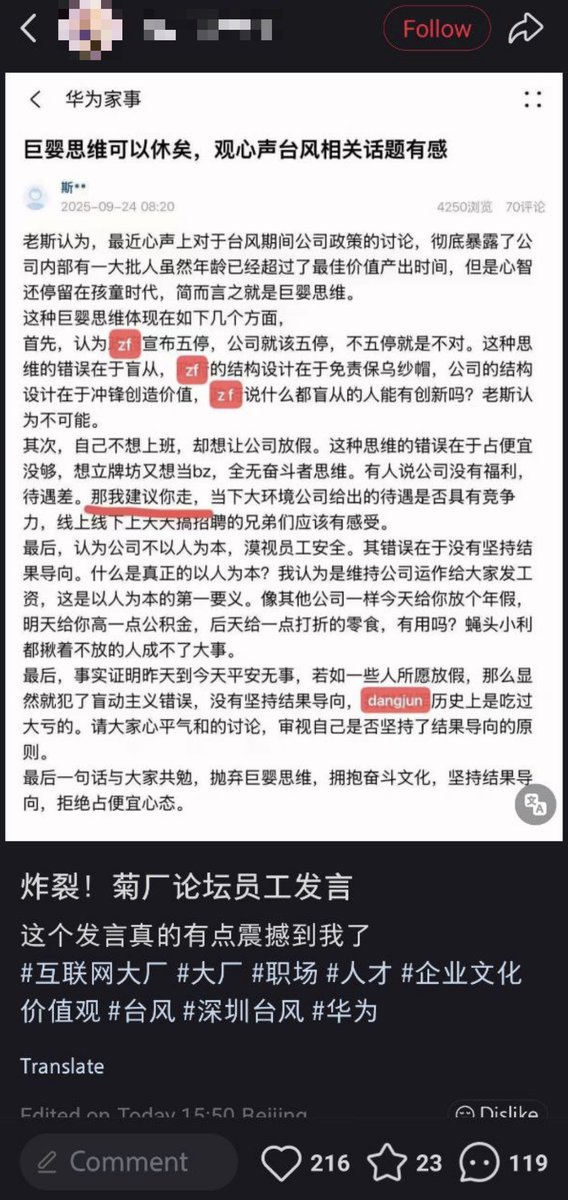 Follow
华为家事
巨婴思维可以休矣，观心声台风相关话题有感
斯**
2025-09-24 08:20
4250浏览 70评论
老斯认为，最近心声上对于台风期间公司政策的讨论，彻底暴露了公
司内部有一大批人虽然年龄已经超过了最佳价值产出时间，但是心智
还停留在孩童时代，简而言之就是巨婴思维。
这种巨婴思维体现在如下几个方面，
首先，认为zf宣布五停，公司就该五停，不五停就是不对。这种思
维的错误在于盲从，zf的结构设计在于免责保乌纱帽，公司的结构
设计在于冲锋创造价值，zf说什么都盲从的人能有创新吗？老斯认
为不可能。
其次，自己不想上班，却想让公司放假。这种思维的错误在于占便宜
没够，想立牌坊又想当bz，全无奋斗者思维。有人说公司没有福利，
待遇差。那我建议你走，当下大环境公司给出的待遇是否具有竞争
力，线上线下上天天搞招聘的兄弟们应该有感受。
最后，认为公司不以人为本，漠视员工安全。其错误在于没有坚持结
果导向。什么是真正的以人为本？我认为是维持公司运作给大家发工
资，这是以人为本的第一要义。像其他公司一样今天给你放个年假，
明天给你高一点公积金，后天给一点打折的零食，有用吗？蝇头小利
都揪着不放的人成不了大事。
最后，事实证明昨天到今天平安无事，若如一些人所愿放假，那么显
然就犯了盲动主义错误，没有坚持结果导向，dangjun历史上是吃过
大亏的。请大家心平气和的讨论，审视自己是否坚持了结果导向的原
则。
最后一句话与大家共勉，抛弃巨婴思维，拥抱奋斗文化，坚持结果导
向，拒绝占便宜心态。
炸裂！菊厂论坛员工发言
这个发言真的有点震撼到我了
#互联网大厂 #大厂 #职场 #人才 #企业文化
价值观 #台风 #深圳台风 #华为
Translate
Edited on Today 15:50 Beijing
Dislike
Comment
216
23
119